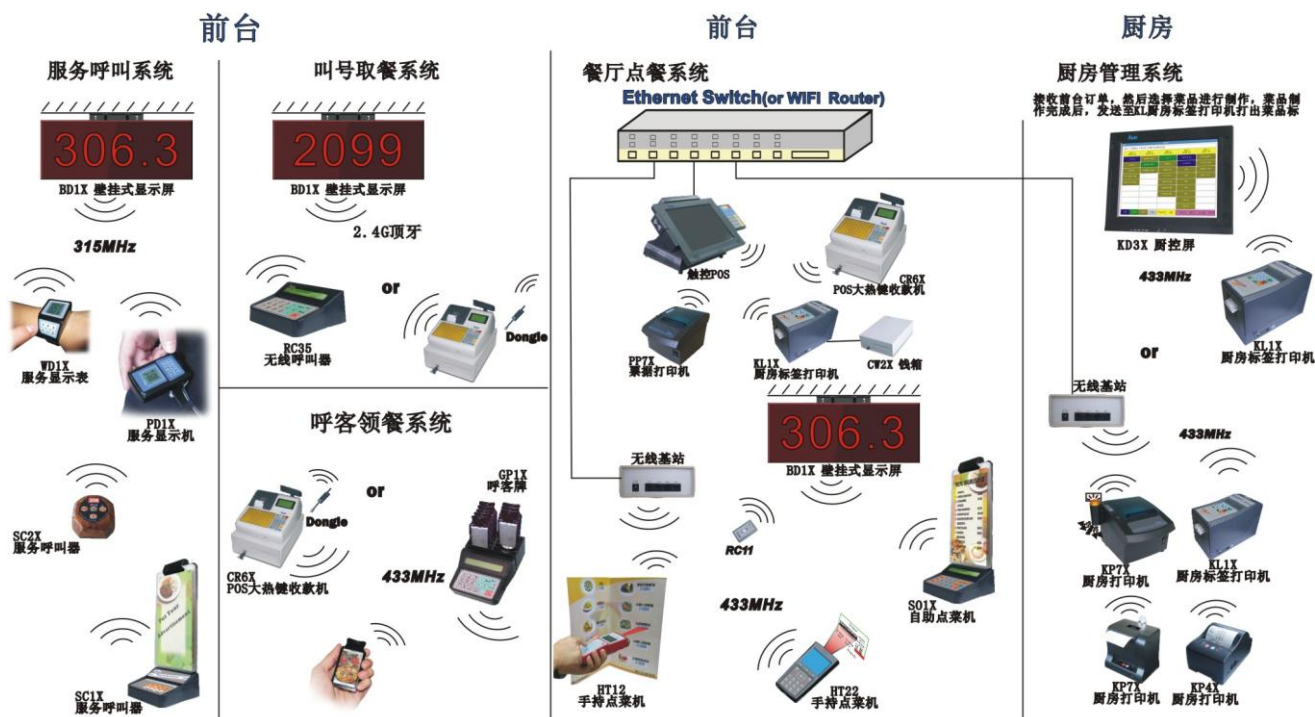 前台
前台
厨房
服务呼叫系统
306.3
BD1X 壁挂式显示屏
315MHz
WD1X
服务显示表
PD1X
服务显示机
SC2X
服务呼叫器
SC1X
服务呼叫器
叫号取餐系统
2099
BD1X 壁挂式显示屏
2.4G顶牙
or
RC35
无线呼叫器
Dongle
呼客领餐系统
or
GP1X
呼客牌
Dongle
CR6X
POS大热键收款机
433MHz
餐厅点餐系统
Ethernet Switch(or WIFI Router)
触控POS
CR6X
POS大热键收款机
PP7X
票据打印机
KL1X
厨房标签打印机
CW2X 钱箱
306.3
BD1X 壁挂式显示屏
无线基站
RC11
433MHz
SO1X
自助点菜机
HT12
手持点菜机
HT22
手持点菜机
厨房管理系统
接收前台订单，然后选择菜品进行制作，菜品制
作完成后，发送至KL厨房标签打印机打出菜品标
KD3X 厨控屏
433MHz
KL1X
厨房标签打印机
or
无线基站
433MHz
KP7X
厨房打印机
KL1X
厨房标签打印机
KP7X
厨房打印机
KP4X
厨房打印机